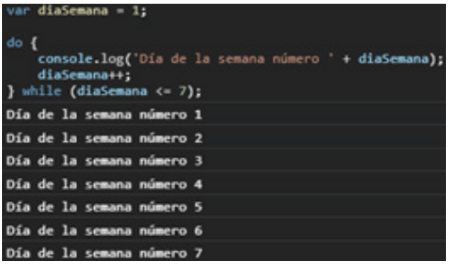 var diaSemana = 1;
do {
console.log('Día de la semana número ' + diaSemana);
diaSemana++;
} while (diaSemana <= 7);
Día de la semana número 1
Día de la semana número 2
Día de la semana número 3
Día de la semana número 4
Día de la semana número 5
Día de la semana número 6
Día de la semana número 7